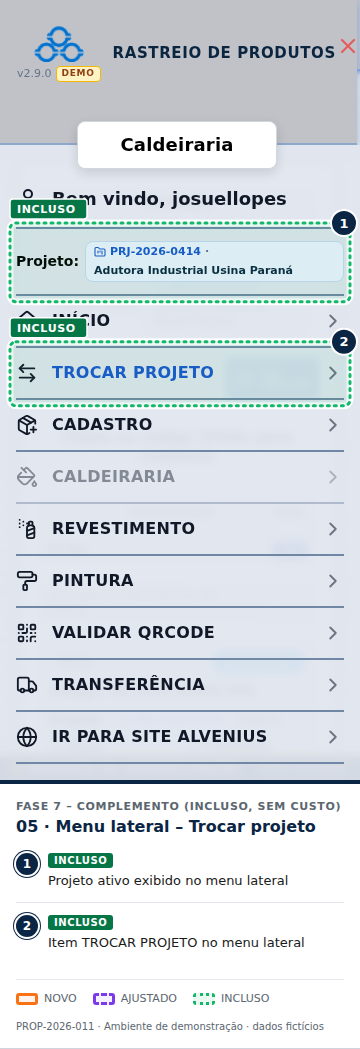 RASTREIO DE PRODUTOS
v2.9.0 DEMO
Caldeiraria
Bem vindo, josuellopes
INCLUSO
1
Projeto:
PRJ-2026-0414 ·
Adutora Industrial Usina Paraná
INÍCIO
INCLUSO
2
TROCAR PROJETO
CADASTRO
CALDEIRARIA
REVESTIMENTO
PINTURA
VALIDAR QRCODE
TRANSFERÊNCIA
IR PARA SITE ALVENIUS
FASE 7 – COMPLEMENTO (INCLUSO, SEM CUSTO)
05 · Menu lateral – Trocar projeto
1 INCLUSO
Projeto ativo exibido no menu lateral
2 INCLUSO
Item TROCAR PROJETO no menu lateral
NOVO AJUSTADO INCLUSO
PROP-2026-011 · Ambiente de demonstração · dados fictícios